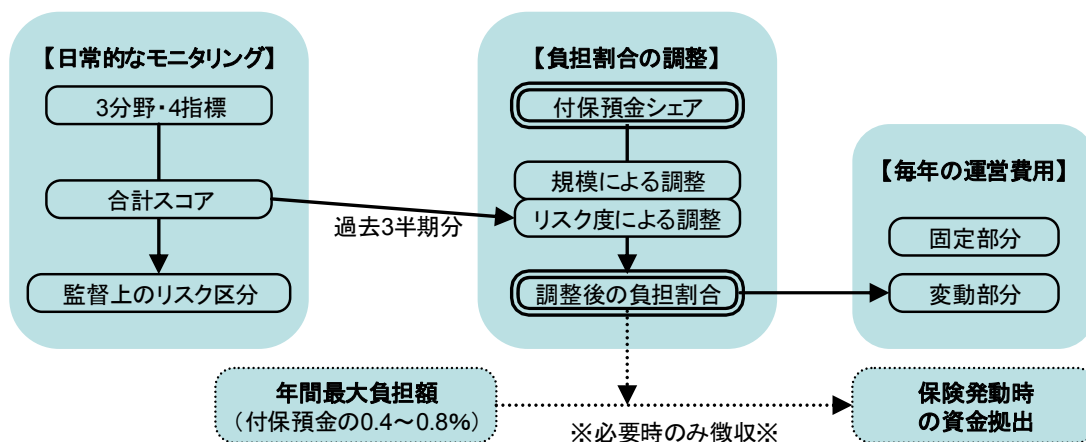 【日常的なモニタリング】
3分野・4指標
合計スコア
監督上のリスク区分
過去3半期分
【負担割合の調整】
付保預金シェア
規模による調整
リスク度による調整
調整後の負担割合
【毎年の運営費用】
固定部分
変動部分
年間最大負担額
（付保預金の0.4～0.8%）
※必要時のみ徴収※
保険発動時
の資金拠出